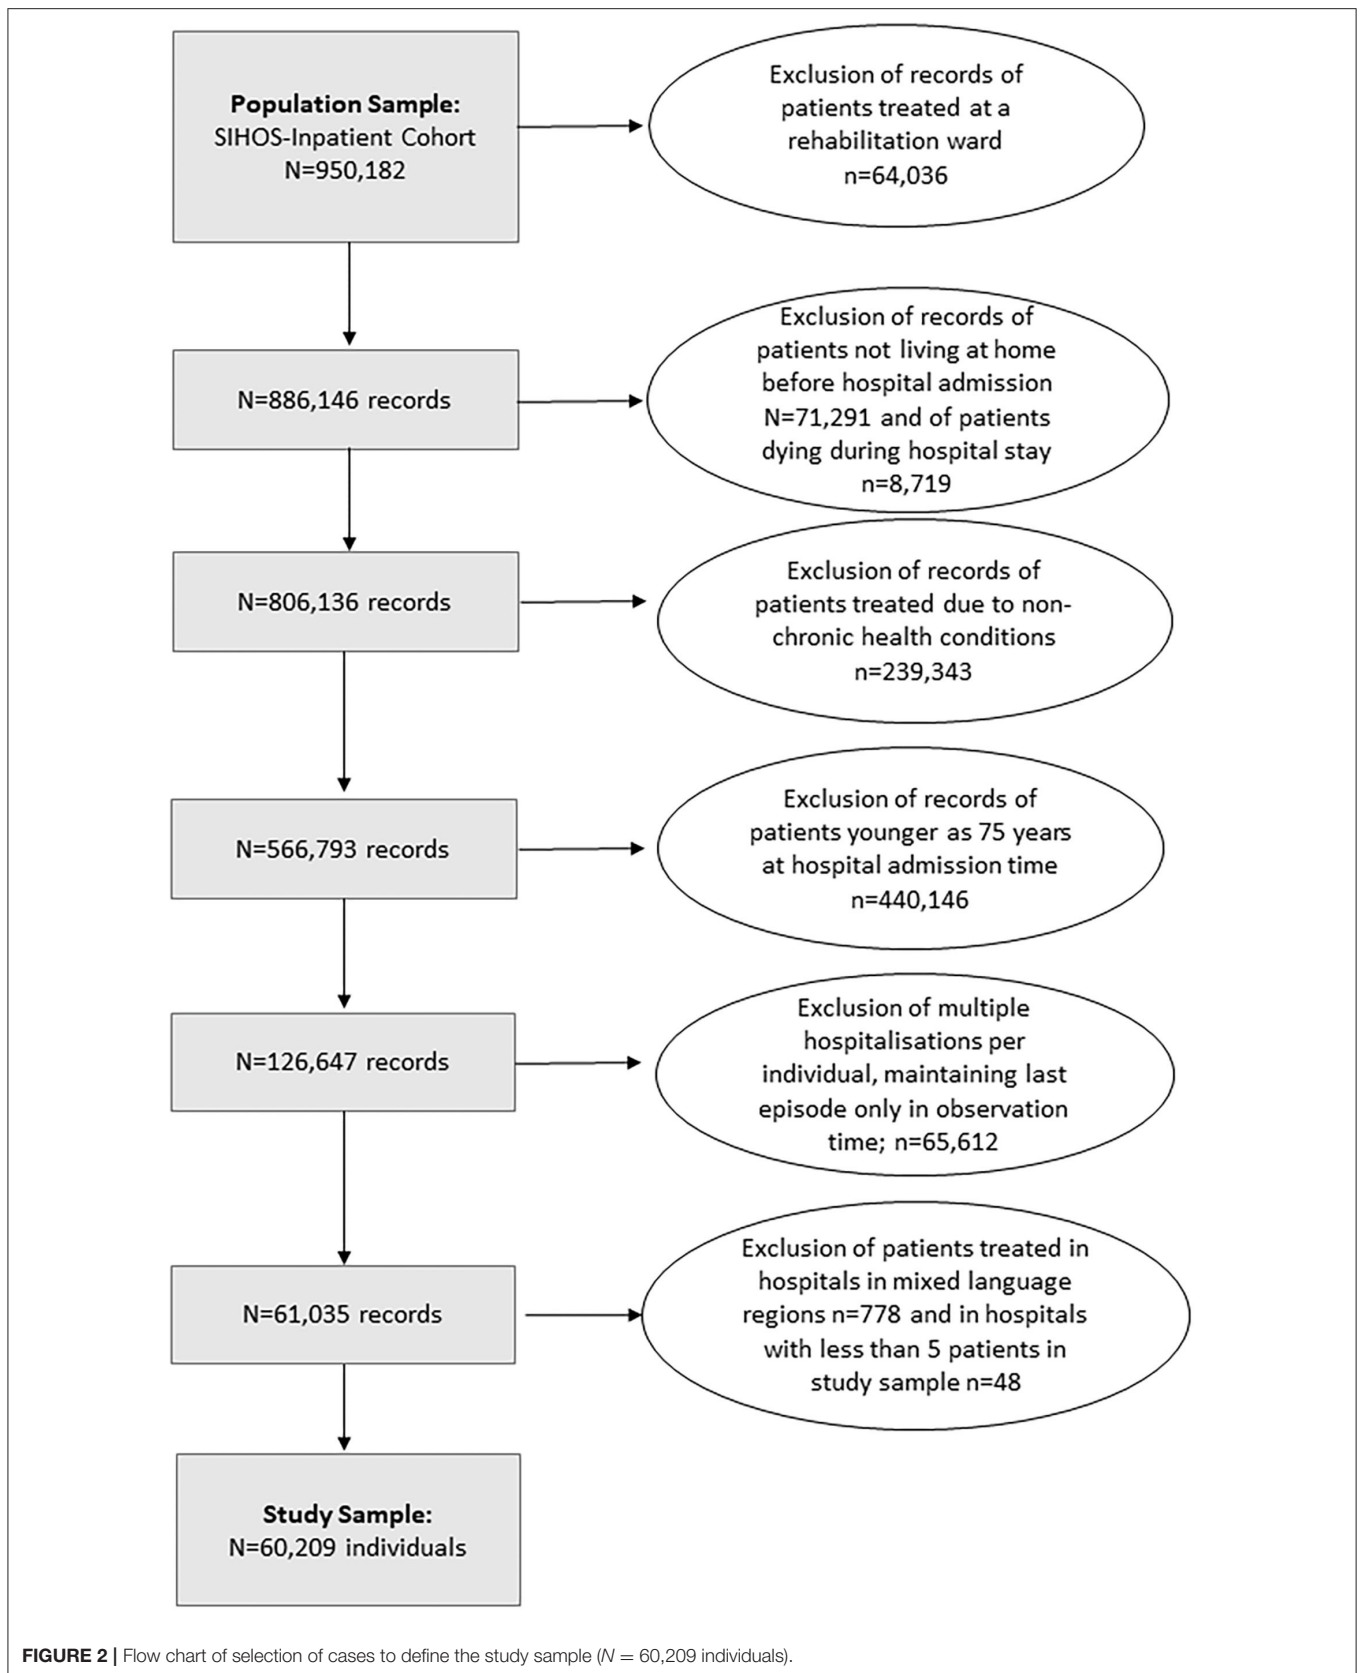 Population Sample:
SIHOS-Inpatient Cohort
N=950,182
Exclusion of records of
patients treated at a
rehabilitation ward
n=64,036
N=886,146 records
Exclusion of records of
patients not living at home
before hospital admission
N=71,291 and of patients
dying during hospital stay
n=8,719
N=806,136 records
Exclusion of records of
patients treated due to non-
chronic health conditions
n=239,343
N=566,793 records
Exclusion of records of
patients younger as 75 years
at hospital admission time
n=440,146
N=126,647 records
Exclusion of multiple
hospitalisations per
individual, maintaining last
episode only in observation
time; n=65,612
N=61,035 records
Exclusion of patients treated in
hospitals in mixed language
regions n=778 and in hospitals
with less than 5 patients in
study sample n=48
Study Sample:
N=60,209 individuals
FIGURE 2 | Flow chart of selection of cases to define the study sample (N = 60,209 individuals).